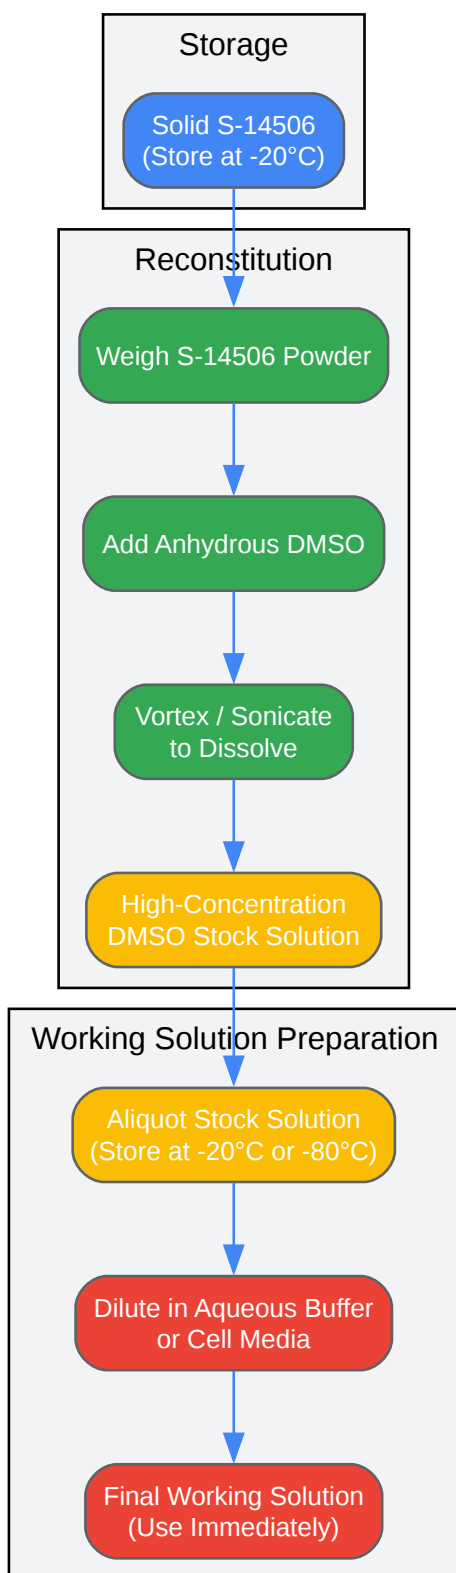 Storage
Solid S-14506
(Store at -20°C)
Reconstitution
Weigh S-14506 Powder
Add Anhydrous DMSO
Vortex / Sonicate
to Dissolve
High-Concentration
DMSO Stock Solution
Working Solution Preparation
Aliquot Stock Solution
(Store at -20°C or -80°C)
Dilute in Aqueous Buffer
or Cell Media
Final Working Solution
(Use Immediately)